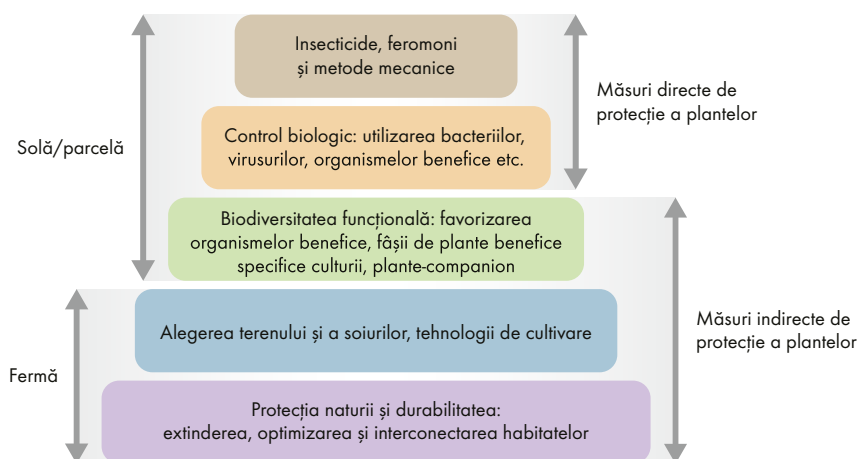 Insecticide, feromoni
și metode mecanice
Măsuri directe de
protecție a plantelor
Solă/parcelă
Control biologic: utilizarea bacteriilor,
virusurilor, organismelor benefice etc.
Biodiversitatea funcțională: favorizarea
organismelor benefice, fâșii de plante benefice
specifice culturii, plante-companion
Alegerea terenului și a soiurilor, tehnologii de cultivare
Măsuri indirecte de
protecție a plantelor
Fermă
Protecția naturii și durabilitatea:
extinderea, optimizarea și interconectarea habitatelor